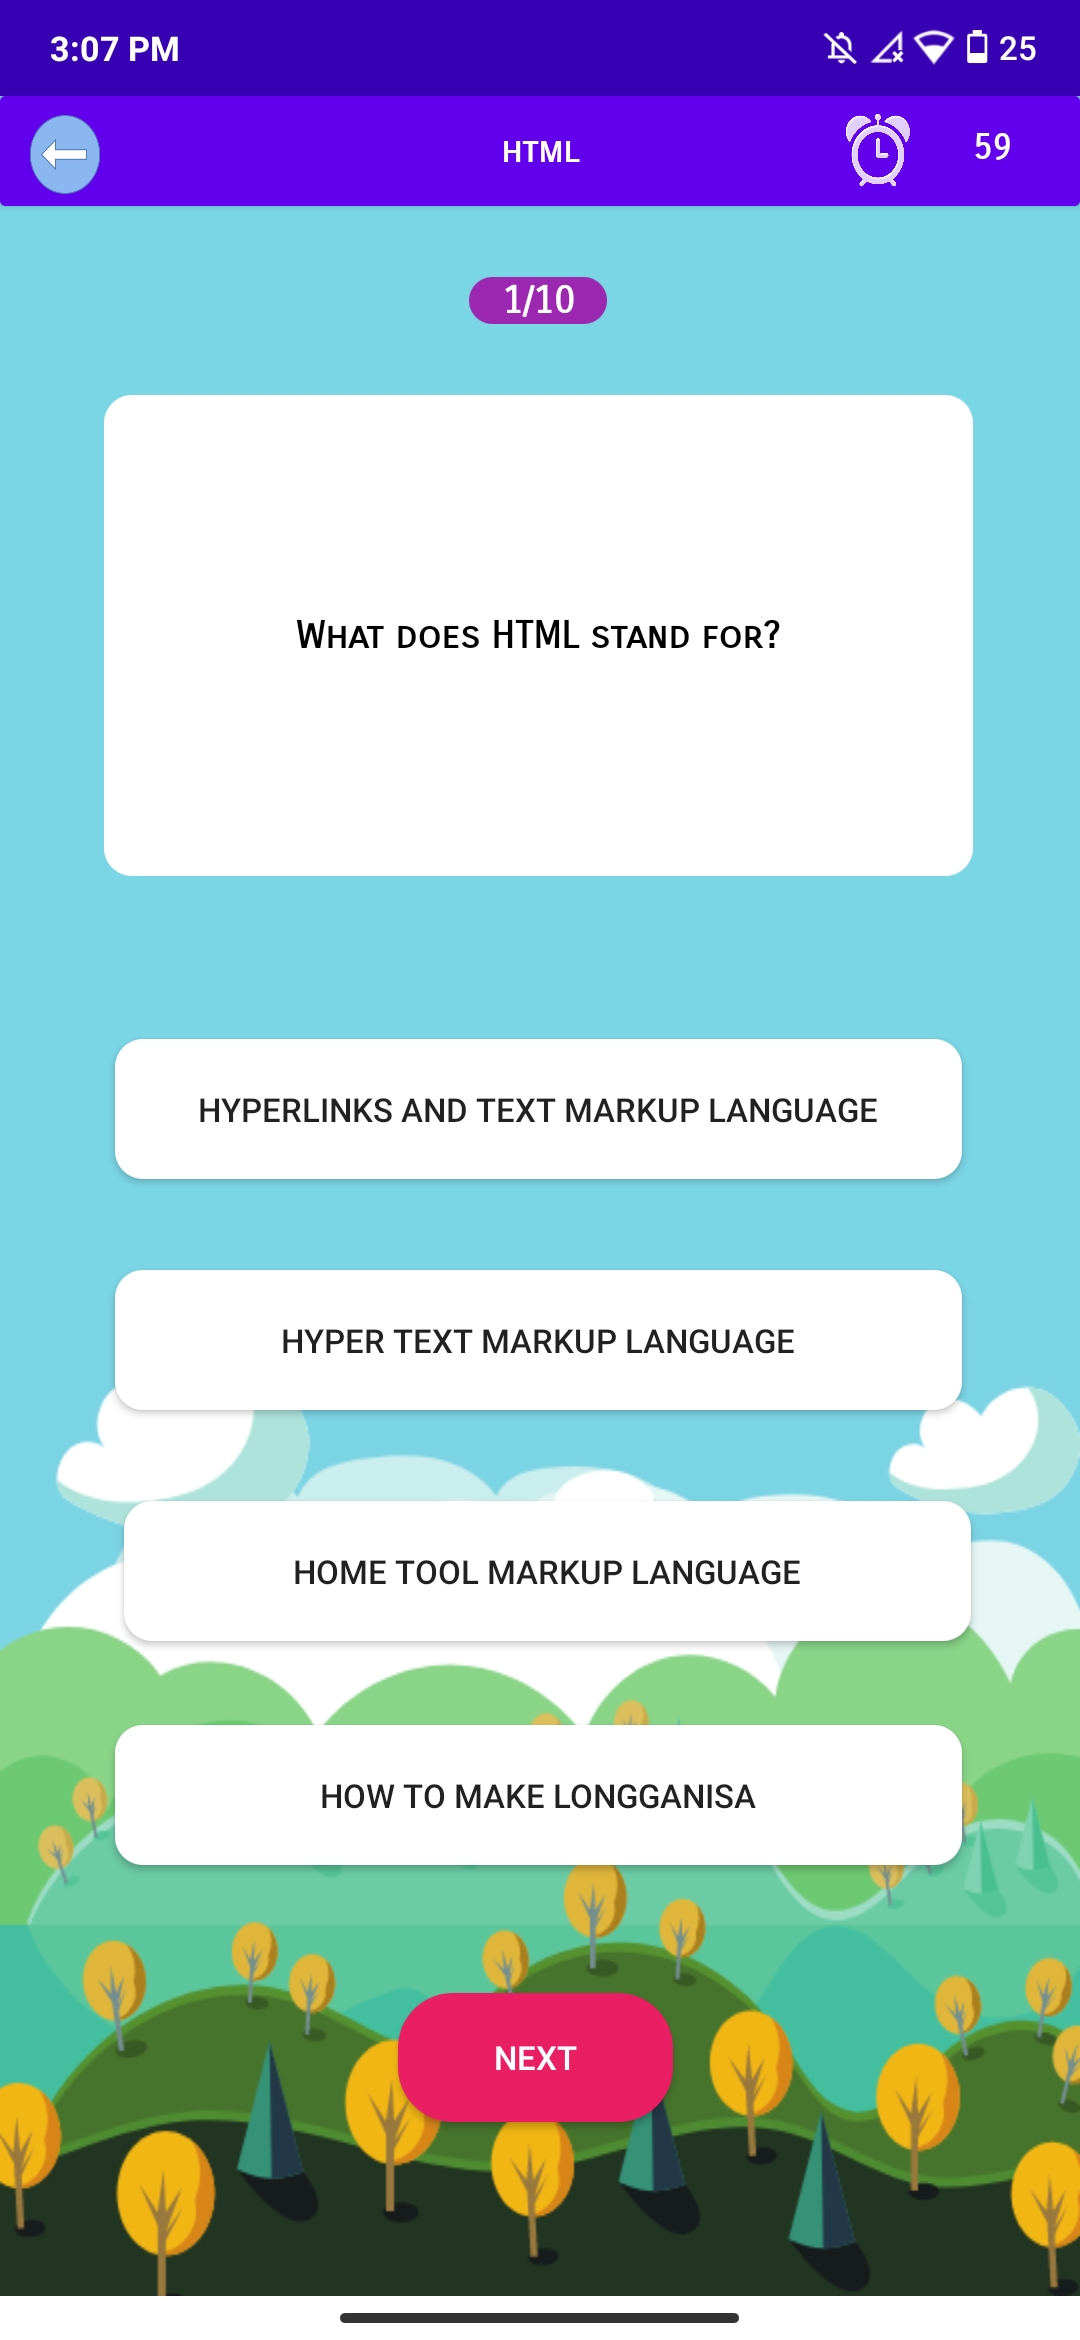 3:07 PM
25
HTML
59
1/10
What does HTML stand for?
HYPERLINKS AND TEXT MARKUP LANGUAGE
HYPER TEXT MARKUP LANGUAGE
HOME TOOL MARKUP LANGUAGE
HOW TO MAKE LONGGANISA
NEXT